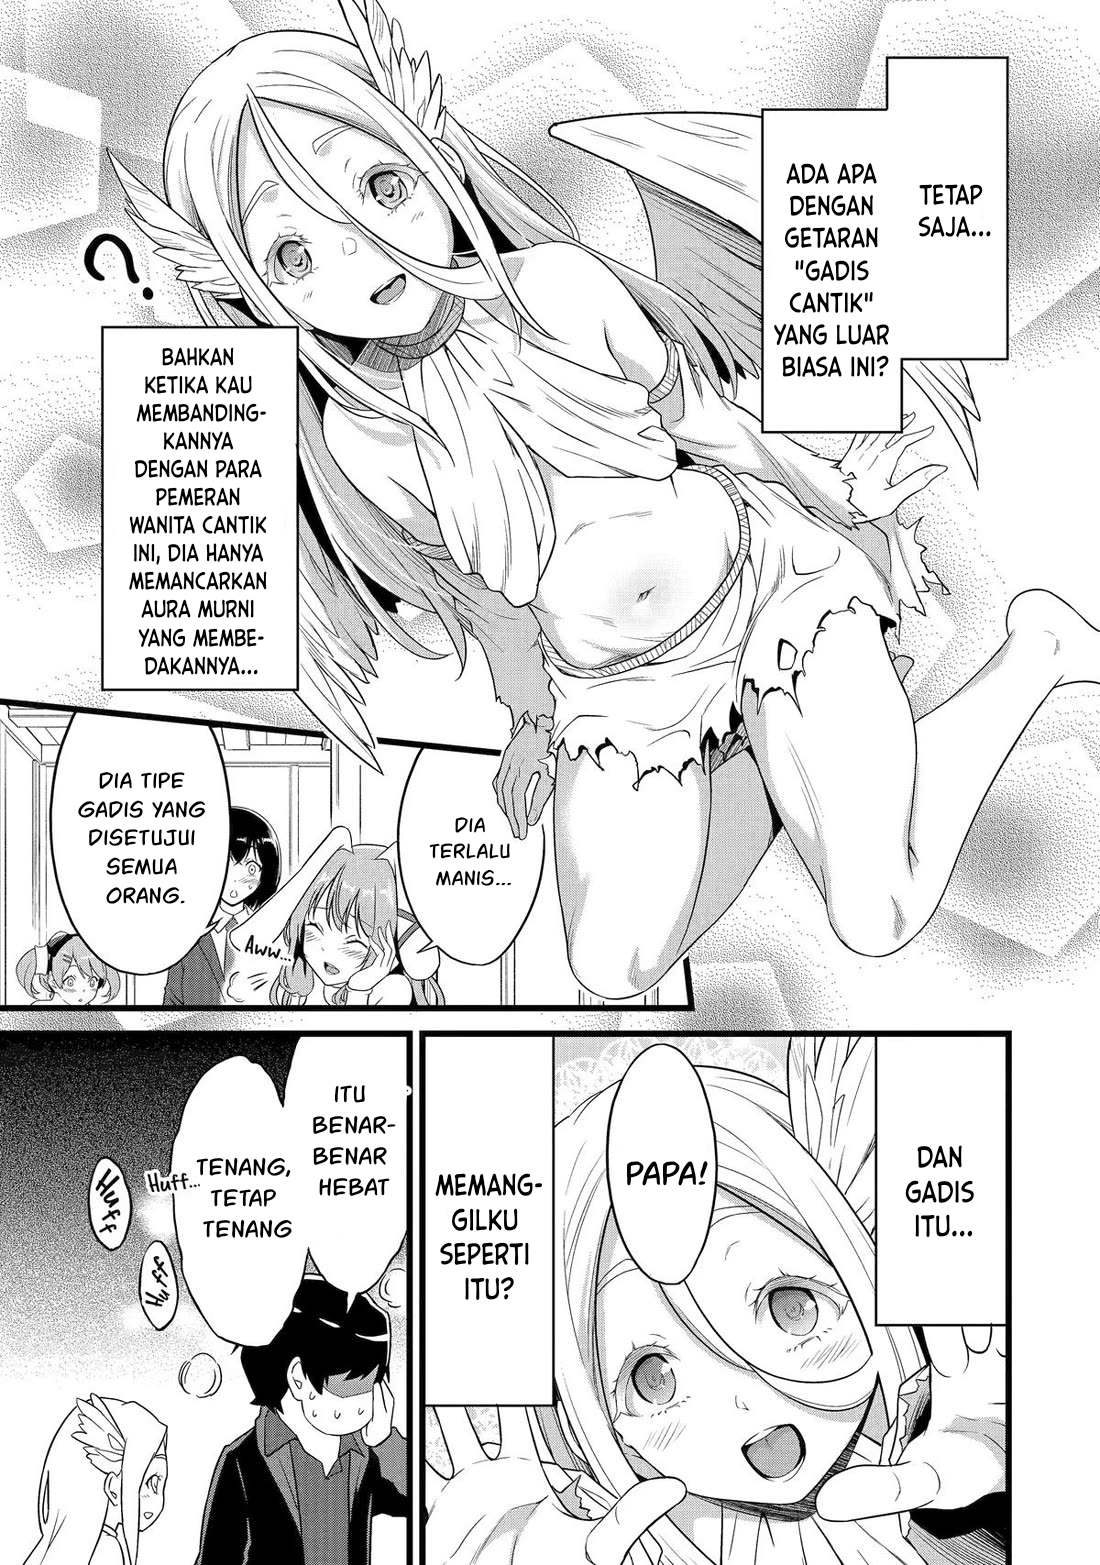 TETAP
SAJA...
ADA APA
DENGAN
GETARAN
"GADIS
CANTIK"
YANG LUAR
BIASA INI?
?
BAHKAN
KETIKA KAU
MEMBANDING-
KANNYA
DENGAN PARA
PEMERAN
WANITA CANTIK
INI, DIA HANYA
MEMANCARKAN
AURA MURNI
YANG MEMBE-
DAKANNYA...
DIA
TERLALU
MANIS...
Aww...
DIA TIPE
GADIS YANG
DISETUJUI
SEMUA
ORANG.
DAN
GADIS
ITU...
PAPA!
MEMANG-
GILKU
SEPERTI
ITU?
ITU
BENAR-
BENAR
HEBAT
TENANG,
TETAP
TENANG
Huff...
Huff
Huff